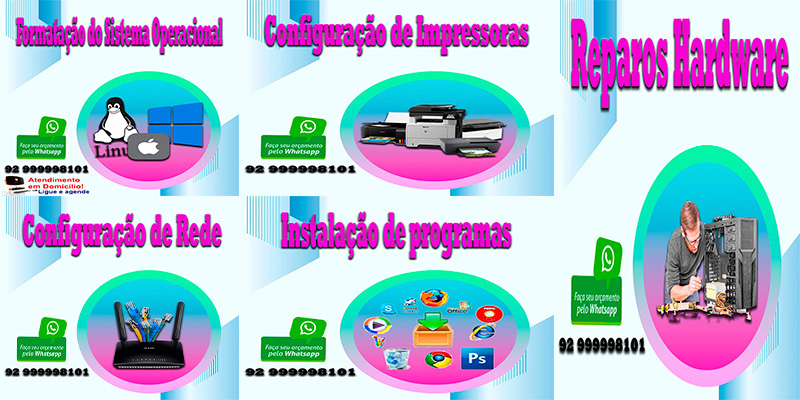 Formatação do Sistema Operacional
Linu
Faça seu orçamento
pelo Whatsapp
92 999998101
Atendimento
em Domicílio!
Ligue e agende
Configuração de Impressoras
Faça seu orçamento
pelo Whatsapp
92 999998101
Reparos Hardware
Faça seu orçamento
pelo Whatsapp
92 999998101
Configuração de Rede
Faça seu orçamento
pelo Whatsapp
92 999998101
Instalação de programas
Office
Ps
Faça seu orçamento
pelo Whatsapp
92 999998101